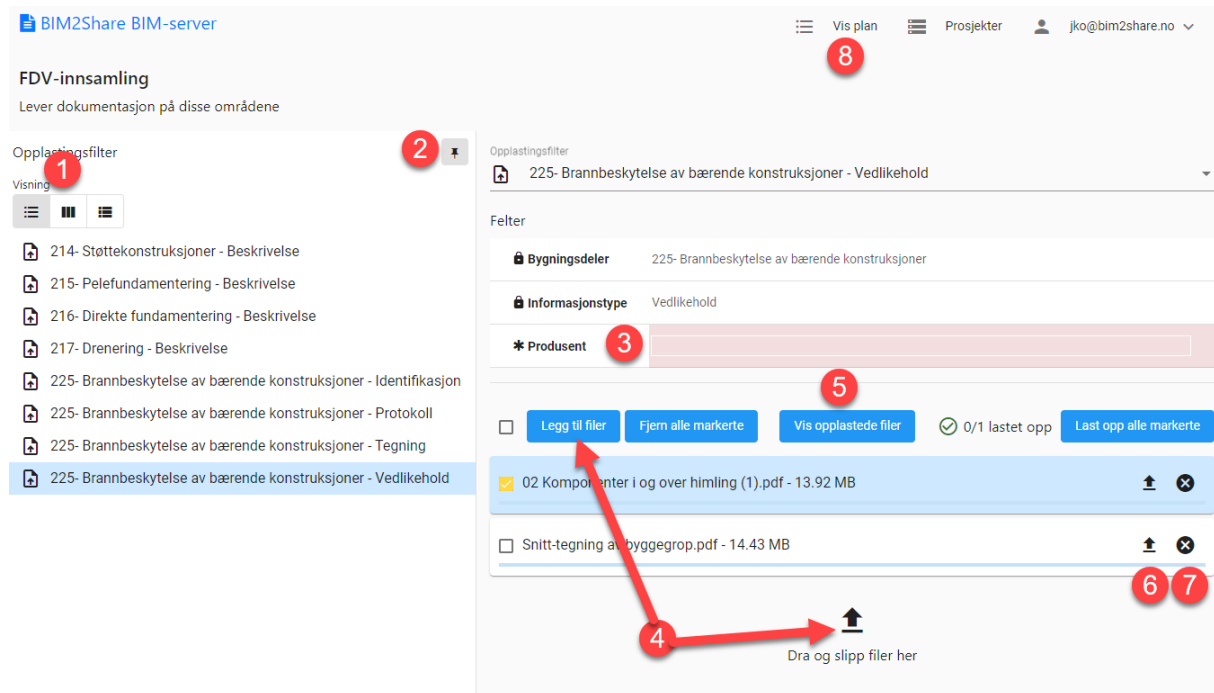 BIM2Share BIM-server
Vis plan
Prosjekter
jko@bim2share.no
8
FDV-innsamling
Lever dokumentasjon på disse områdene
Opplastingsfilter
2
1
Visning
214- Støttekonstruksjoner - Beskrivelse
215- Pelefundamentering - Beskrivelse
216- Direkte fundamentering - Beskrivelse
217- Drenering - Beskrivelse
225- Brannbeskytelse av bærende konstruksjoner - Identifikasjon
225- Brannbeskytelse av bærende konstruksjoner - Protokoll
225- Brannbeskytelse av bærende konstruksjoner - Tegning
225- Brannbeskytelse av bærende konstruksjoner - Vedlikehold
Opplastingsfilter
225- Brannbeskytelse av bærende konstruksjoner - Vedlikehold
Felter
Bygningsdeler 225- Brannbeskytelse av bærende konstruksjoner
Informasjonstype Vedlikehold
* Produsent 3
5
Legg til filer Fjern alle markerte Vis opplastede filer 0/1 lastet opp Last opp alle markerte
02 Komponenter i og over himling (1).pdf - 13.92 MB
Snitt-tegning av byggegrop.pdf - 14.43 MB
6 7
4
Dra og slipp filer her